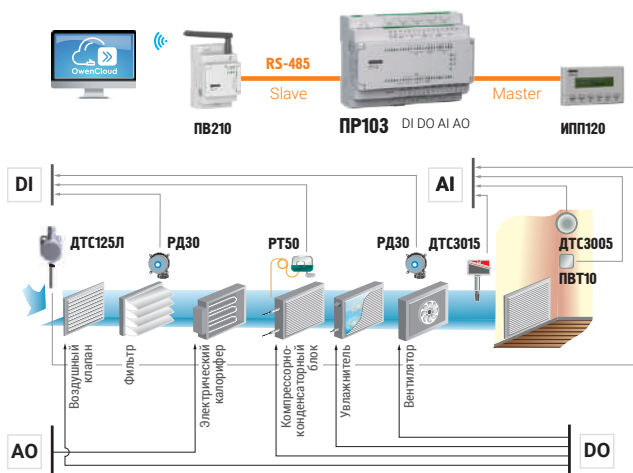 OwenCloud
RS-485
Slave
Master
ПВ210
ПР103 DI DO AI AO
ИПП120
DI
AI
ДТС125Л
РД30
РТ50
РД30
ДТС3015
ДТС3005
ПВТ10
Воздушный
клапан
Фильтр
Электрический
калорифер
Компрессорно-
конденсаторный
блок
Увлажнитель
Вентилятор
AO
DO